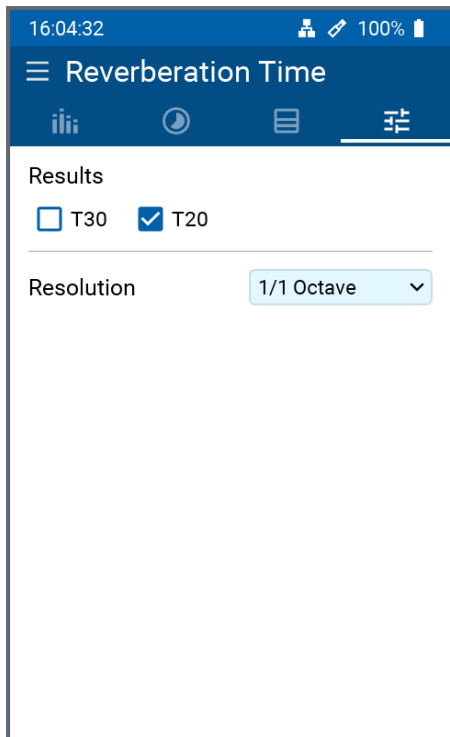 16:04:32 100%
Reverberation Time
Results
T30 T20
Resolution 1/1 Octave